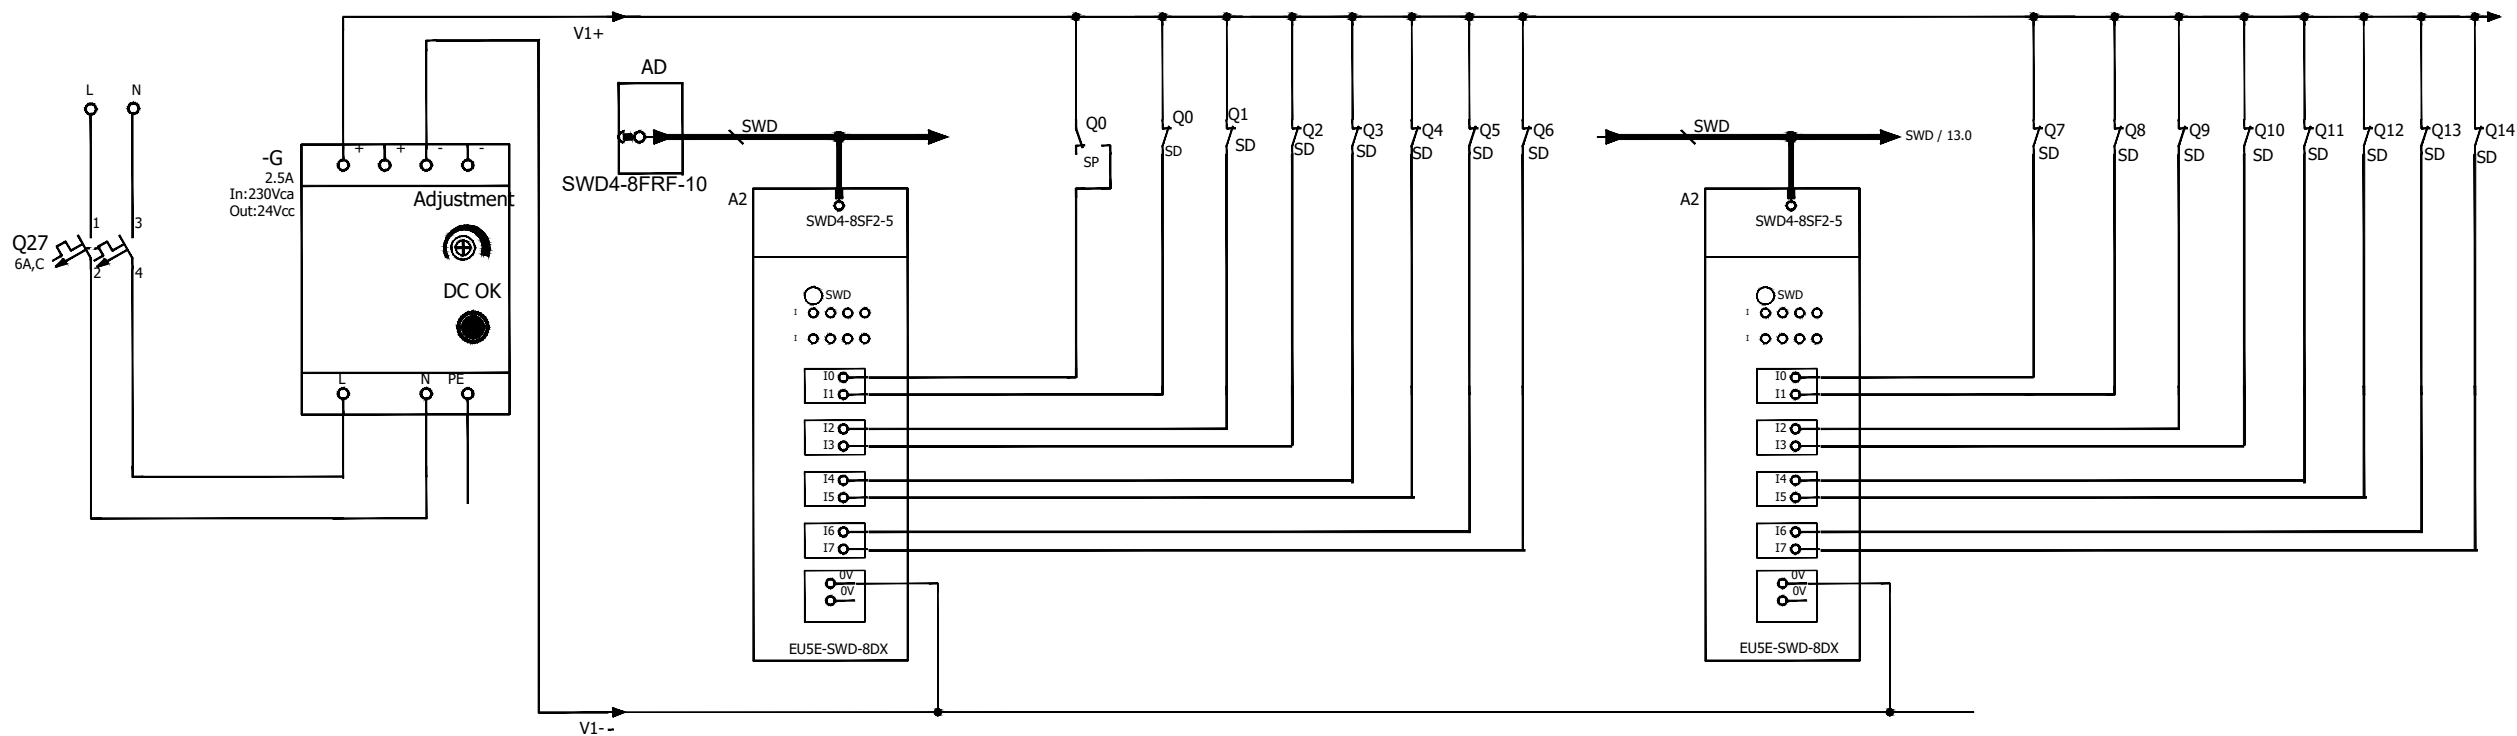 V1+
L
N
-G
2.5A
In:230Vca
Out:24Vcc
+
+
-
-
Adjustment
DC OK
L
N
PE
Q27
6A,C
1
3
2
4
AD
SWD
SWD4-8FRF-10
A2
SWD4-8SF2-5
SWD
I
I
I0
I1
I2
I3
I4
I5
I6
I7
0V
0V
EU5E-SWD-8DX
Q0
SP
Q0
SD
Q1
SD
Q2
SD
Q3
SD
Q4
SD
Q5
SD
Q6
SD
SWD
SWD / 13.0
A2
SWD4-8SF2-5
SWD
I
I
I0
I1
I2
I3
I4
I5
I6
I7
0V
0V
EU5E-SWD-8DX
Q7
SD
Q8
SD
Q9
SD
Q10
SD
Q11
SD
Q12
SD
Q13
SD
Q14
SD
V1--